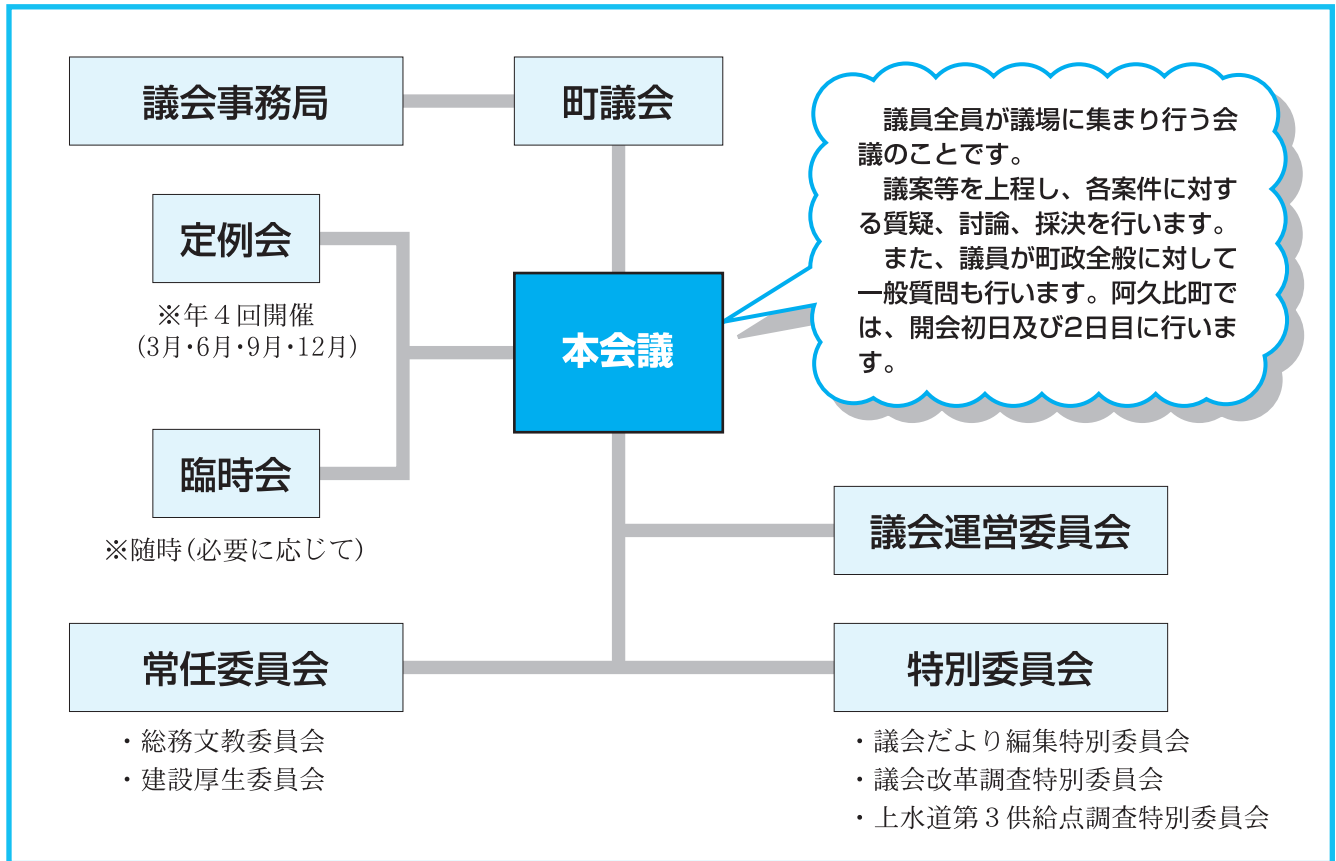 議会事務局
町議会
議員全員が議場に集まり行う会
議のことです。
議案等を上程し、各案件に対す
る質疑、討論、採決を行います。
また、議員が町政全般に対して
一般質問も行います。阿久比町で
は、開会初日及び2日目に行いま
す。
定例会
※年４回開催
(3月･6月･9月･12月)
本会議
臨時会
※随時(必要に応じて)
議会運営委員会
常任委員会
・総務文教委員会
・建設厚生委員会
特別委員会
・議会だより編集特別委員会
・議会改革調査特別委員会
・上水道第３供給点調査特別委員会